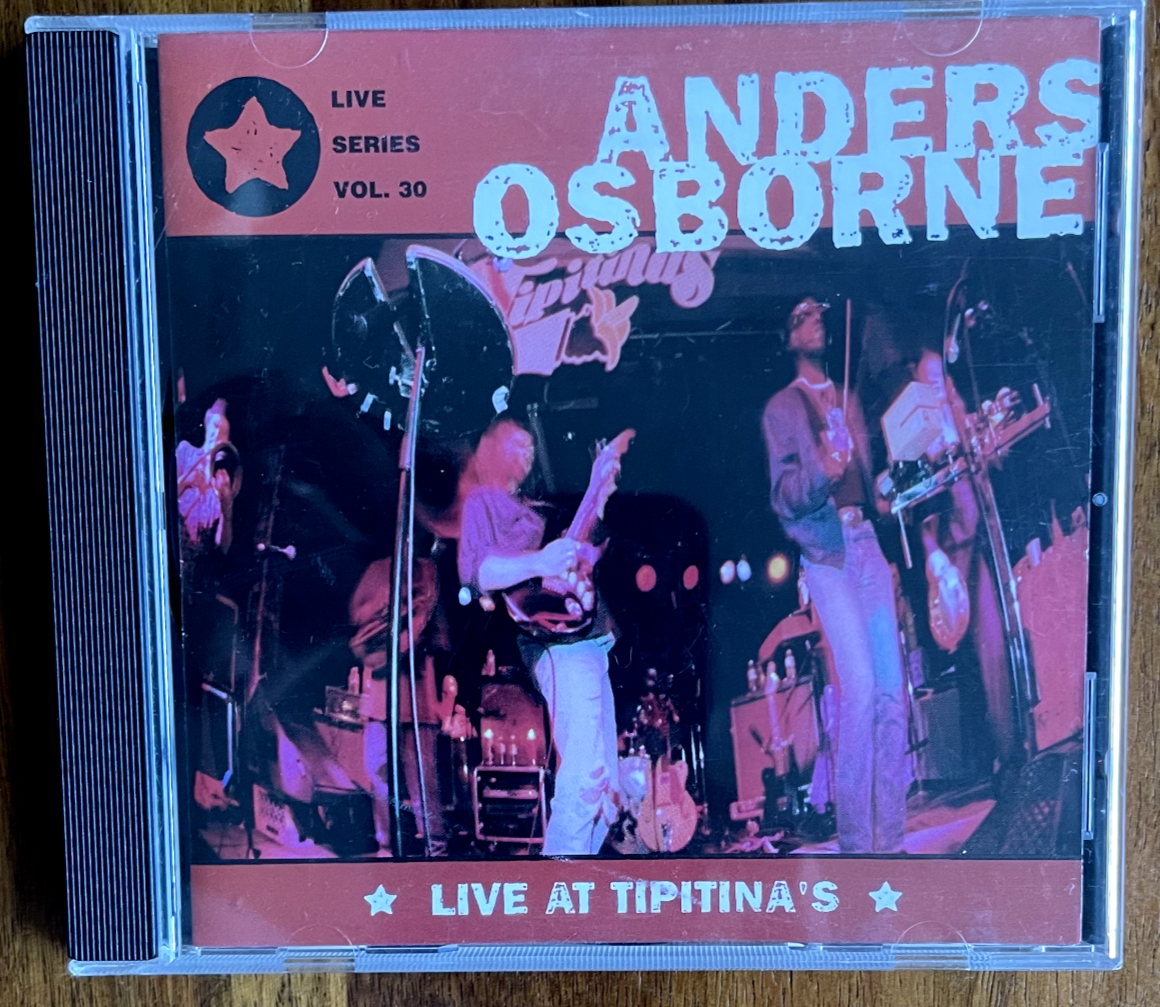 LIVE
SERIES
VOL. 30
ANDERS
OSBORNE
Tipitina's
★ LIVE AT TIPITINA'S ★